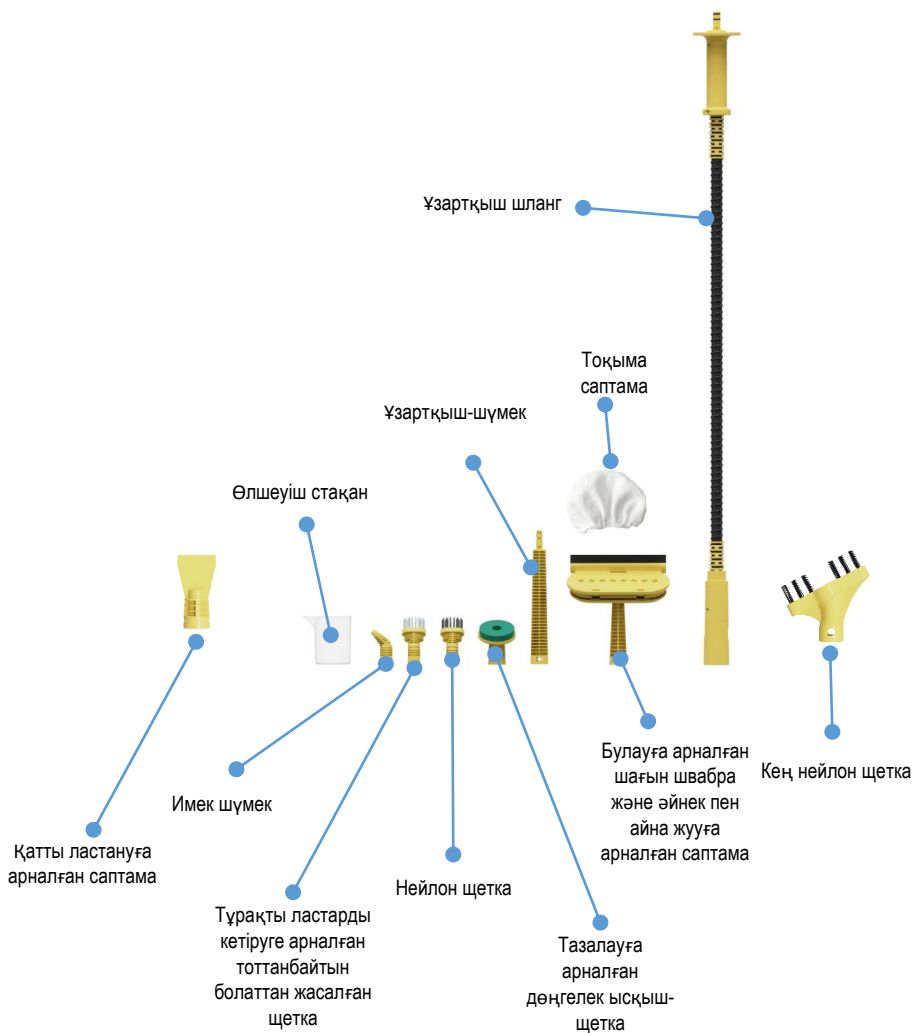 Ұзартқыш шланг
Тоқыма
саптама
Ұзартқыш-шүмек
Өлшеуіш стақан
Булауға арналған
шағын швабра
және әйнек пен
айна жууға
арналған саптама
Кең нейлон щетка
Имек шүмек
Қатты ластануға
арналған саптама
Нейлон щетка
Тұрақты ластарды
кетіруге арналған
тоттанбайтын
болаттан жасалған
щетка
Тазалауға
арналған
дөңгелек ысқыш-
щетка